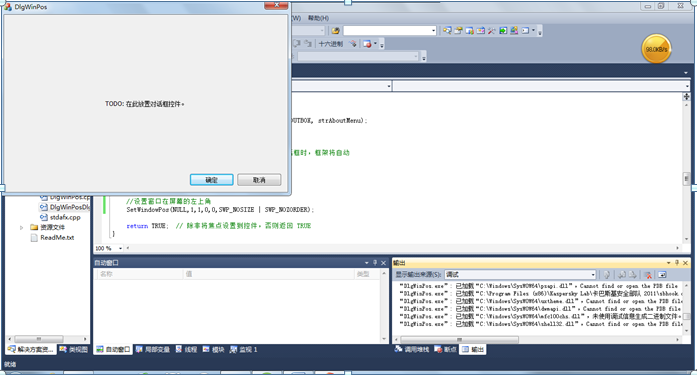 DlgWinPos
(W) 帮助(H)
十六进制
98.0KB/s
TODO: 在此放置对话框控件。
确定
取消
OUTBOX, strAboutMenu);
框时，框架将自动
//设置窗口在屏幕的左上角
SetWindowPos(NULL,1,1,0,0,SWP_NOSIZE | SWP_NOZORDER);
return TRUE; // 除非将焦点设置到控件，否则返回 TRUE
}
100 %
DlgWinPos.cp
DlgWinPosDlg
stdafx.cpp
资源文件
ReadMe.txt
自动窗口
名称
值
类型
输出
显示输出来源(S): 调试
"DlgWinPos.exe": 已加载"C:\Windows\SysWOW64\psapi.dll"，Cannot find or open the PDB file
"DlgWinPos.exe": 已加载"C:\Program Files (x86)\Kaspersky Lab\卡巴斯基安全部队 2011\
"DlgWinPos.exe": 已加载"C:\Windows\SysWOW64\uxtheme.dll"，Cannot find or open the PDB file
"DlgWinPos.exe": 已加载"C:\Windows\SysWOW64\dwmapi.dll"，Cannot find or open the PDB file
"DlgWinPos.exe": 已加载"C:\Windows\SysWOW64\mfc100chs.dll"，未使用调试信息生成二进制文件。
"DlgWinPos.exe": 已加载"C:\Windows\SysWOW64\shell32.dll"，Cannot find or open the PDB file
解决方案资...
类视图
自动窗口
局部变量
线程
模块
监视 1
调用堆栈
断点
输出
就绪